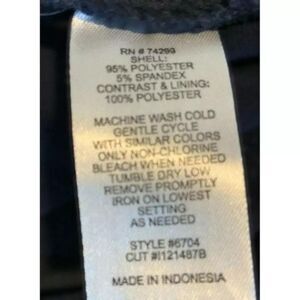 RN # 74299
SHELL:
95% POLYESTER
5% SPANDEX
CONTRAST & LINING:
100% POLYESTER
MACHINE WASH COLD
GENTLE CYCLE
WITH SIMILAR COLORS
ONLY NON-CHLORINE
BLEACH WHEN NEEDED
TUMBLE DRY LOW
REMOVE PROMPTLY
IRON ON LOWEST
SETTING
AS NEEDED
STYLE #6704
CUT #I121487B
MADE IN INDONESIA